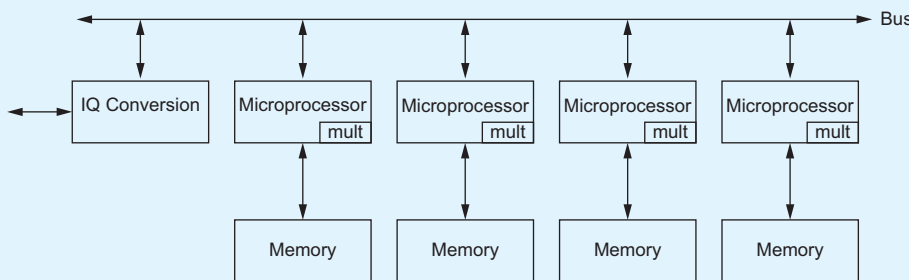 Bus
IQ Conversion
Microprocessor
mult
Microprocessor
mult
Microprocessor
mult
Microprocessor
mult
Memory
Memory
Memory
Memory